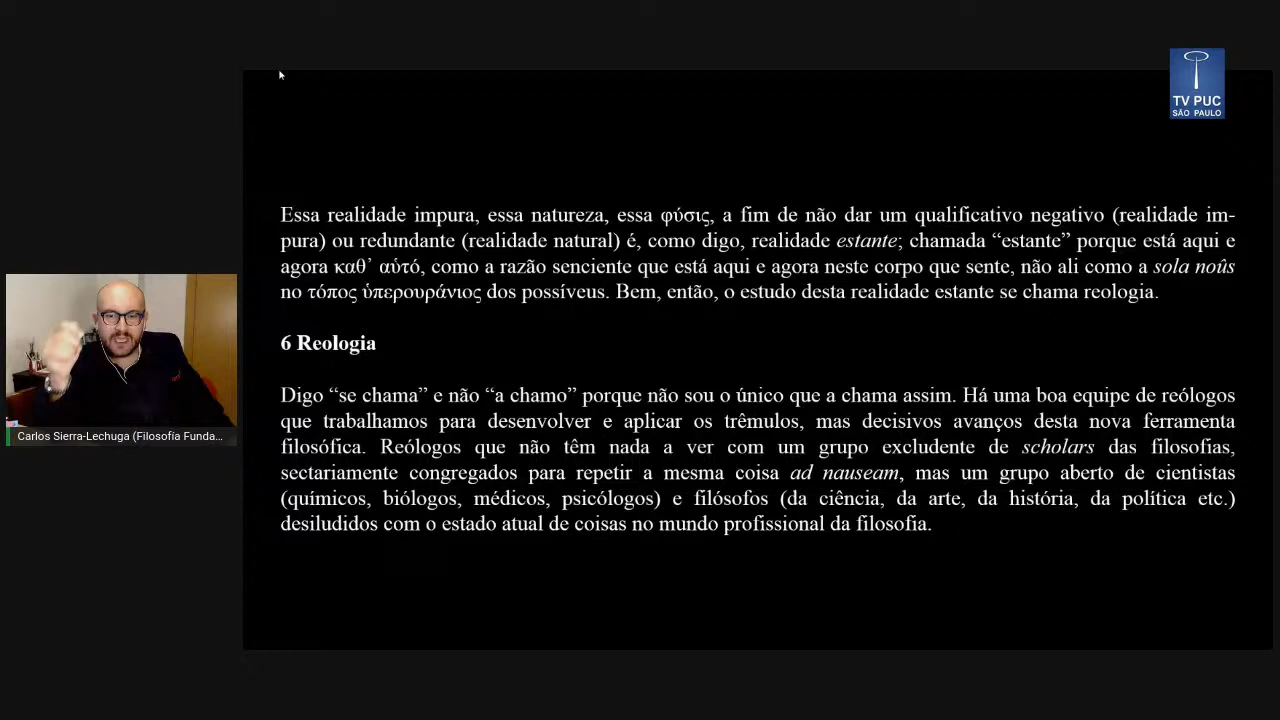 TV PUC
SÃO PAULO
Essa realidade impura, essa natureza, essa φύσις, a fim de não dar um qualificativo negativo (realidade im-
pura) ou redundante (realidade natural) é, como digo, realidade estante; chamada “estante” porque está aqui e
agora καθ᾽ αὑτό, como a razão senciente que está aqui e agora neste corpo que sente, não ali como a sola noûs
no τόπος ὑπερουράνιος dos possíveus. Bem, então, o estudo desta realidade estante se chama reologia.
6 Reologia
Digo “se chama” e não “a chamo” porque não sou o único que a chama assim. Há uma boa equipe de reólogos
que trabalhamos para desenvolver e aplicar os trêmulos, mas decisivos avanços desta nova ferramenta
filosófica. Reólogos que não têm nada a ver com um grupo excludente de scholars das filosofias,
sectariamente congregados para repetir a mesma coisa ad nauseam, mas um grupo aberto de cientistas
(químicos, biólogos, médicos, psicólogos) e filósofos (da ciência, da arte, da história, da política etc.)
desiludidos com o estado atual de coisas no mundo profissional da filosofia.
Carlos Sierra-Lechuga (Filosofía Funda...